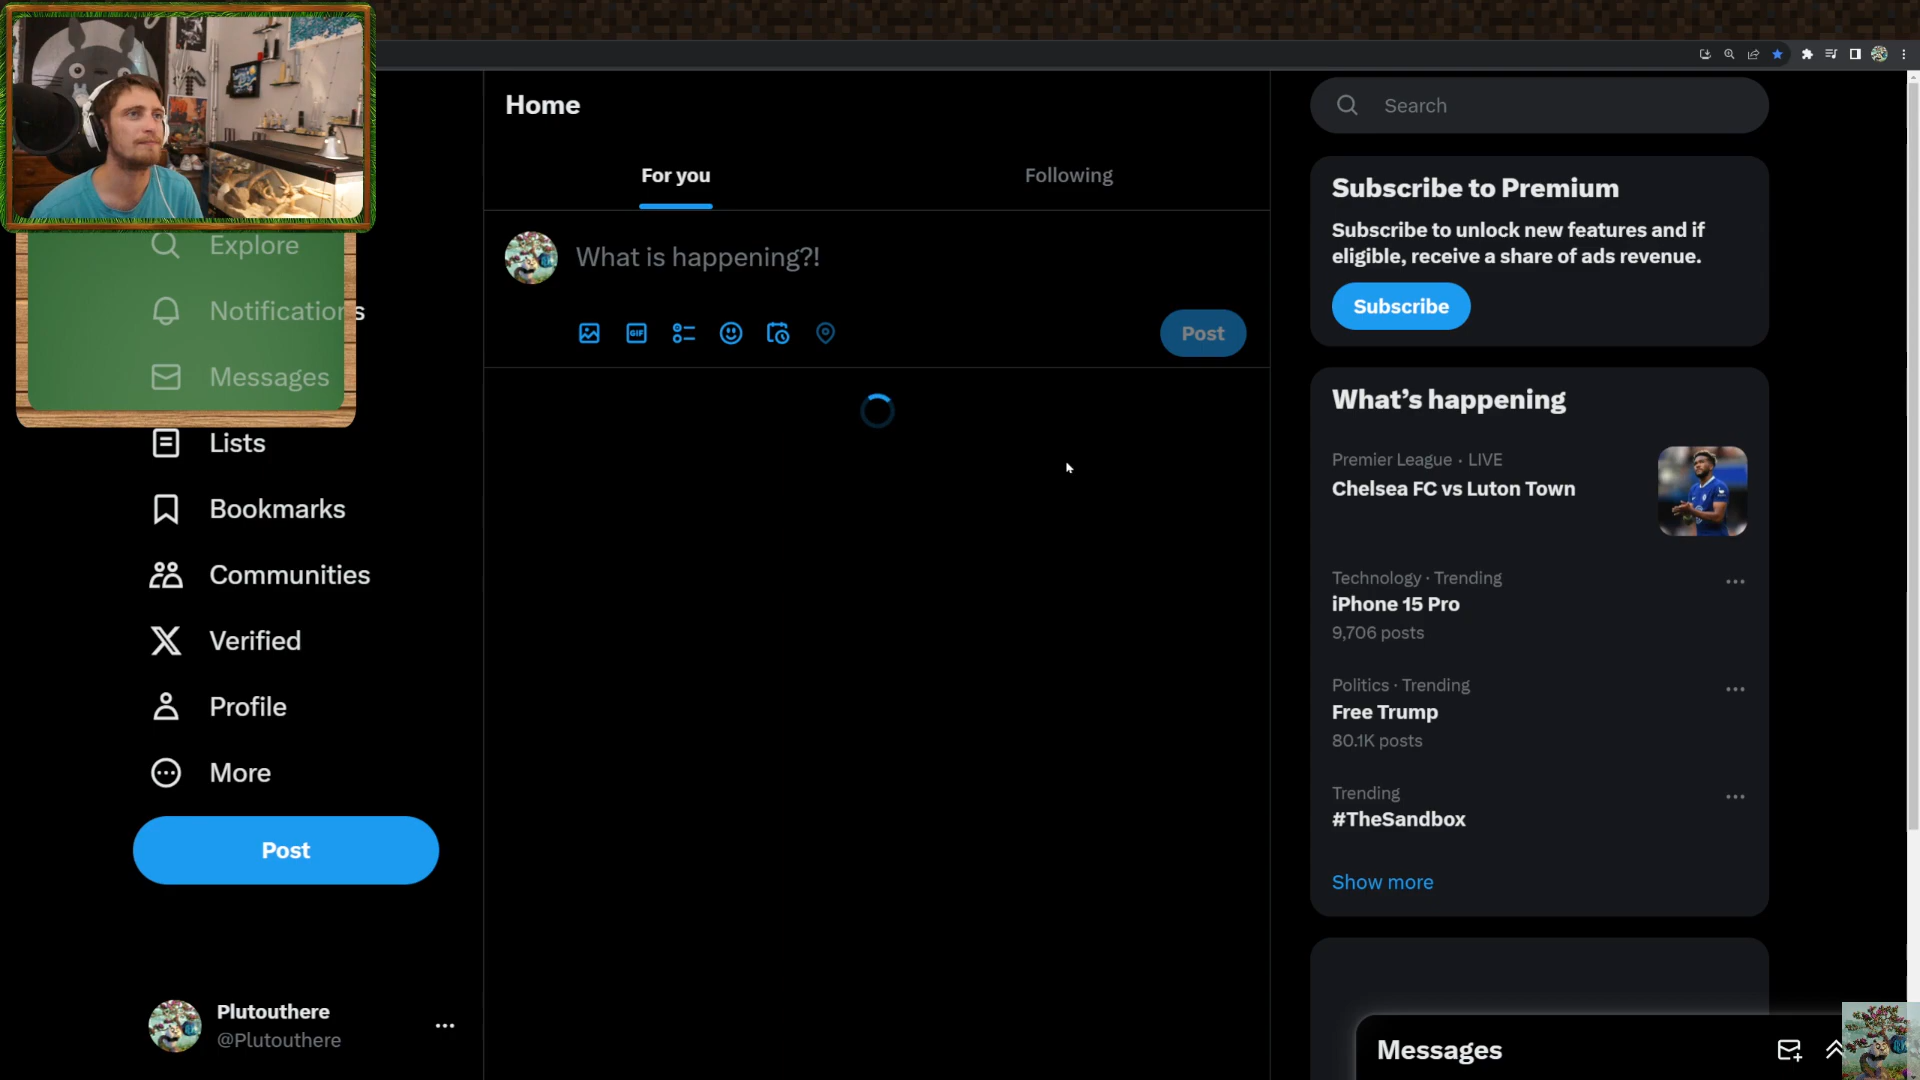 Home
Search
For you
Following
Subscribe to Premium
Subscribe to unlock new features and if
eligible, receive a share of ads revenue.
Subscribe
What is happening?!
GIF
Post
Explore
Notifications
Messages
Lists
Bookmarks
Communities
Verified
Profile
More
Post
Plutouthere
@Plutouthere
What's happening
Premier League · LIVE
Chelsea FC vs Luton Town
Technology · Trending
iPhone 15 Pro
9,706 posts
Politics · Trending
Free Trump
80.1K posts
Trending
#TheSandbox
Show more
Messages